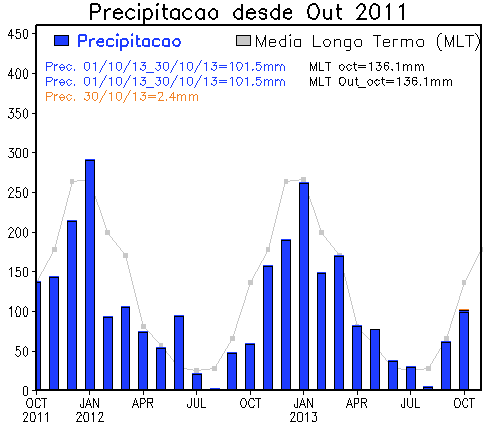 Precipitacao desde Out 2011
Precipitacao
Media Longo Termo (MLT)
Prec. 01/10/13_30/10/13=101.5mm MLT oct=136.1mm
Prec. 01/10/13_30/10/13=101.5mm MLT Out_oct=136.1mm
Prec. 30/10/13=2.4mm
450
400
350
300
250
200
150
100
50
0
OCT JAN APR JUL OCT JAN APR JUL OCT
2011 2012 2013